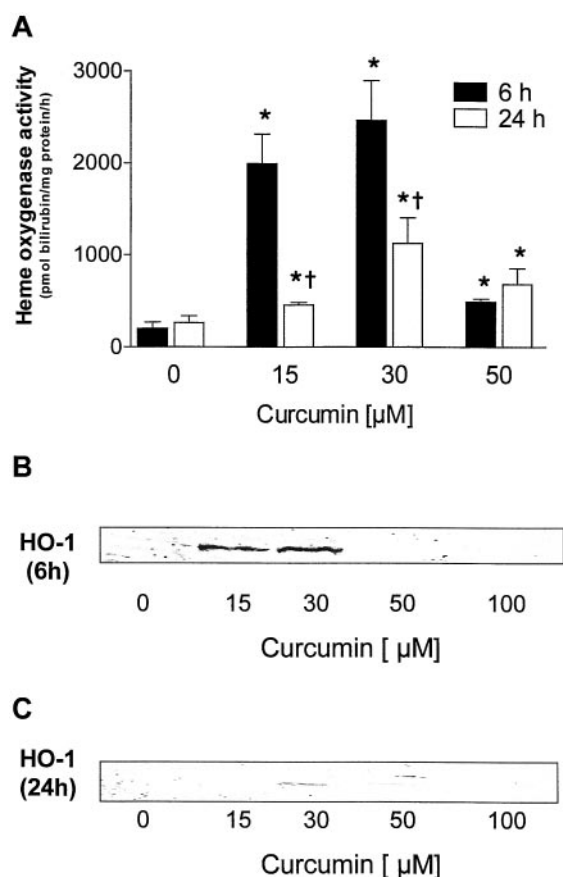 A
Heme oxygenase activity
(pmol bilirubin/mg protein/h)
3000
2000
1000
0
*
*
*†
*†
*
*
6 h
24 h
0 15 30 50
Curcumin [µM]
B
HO-1
(6h)
0 15 30 50 100
Curcumin [ µM]
C
HO-1
(24h)
0 15 30 50 100
Curcumin [ µM]